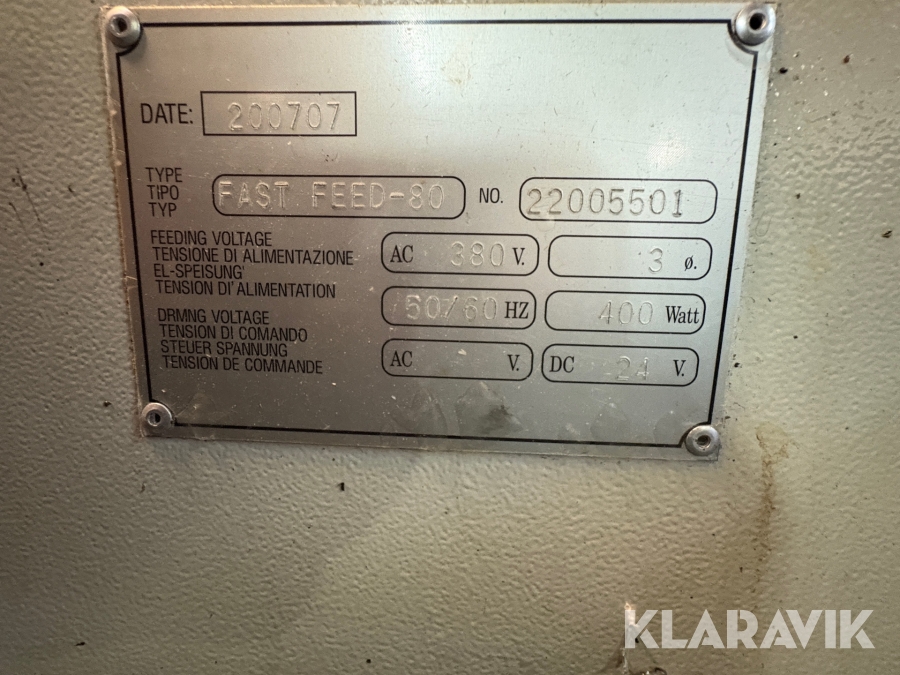 DATE: 200707
TYPE
TIPO
TYP
FAST FEED-80
NO. 22005501
FEEDING VOLTAGE
TENSIONE DI ALIMENTAZIONE
EL-SPEISUNG'
TENSION DI'ALIMENTATION
AC 380 V.
3 ø.
50/60 HZ
400 Watt
DRMNG VOLTAGE
TENSION DI COMANDO
STEUER SPANNUNG
TENSION DE COMMANDE
AC V.
DC 24 V.
KLARAVIK